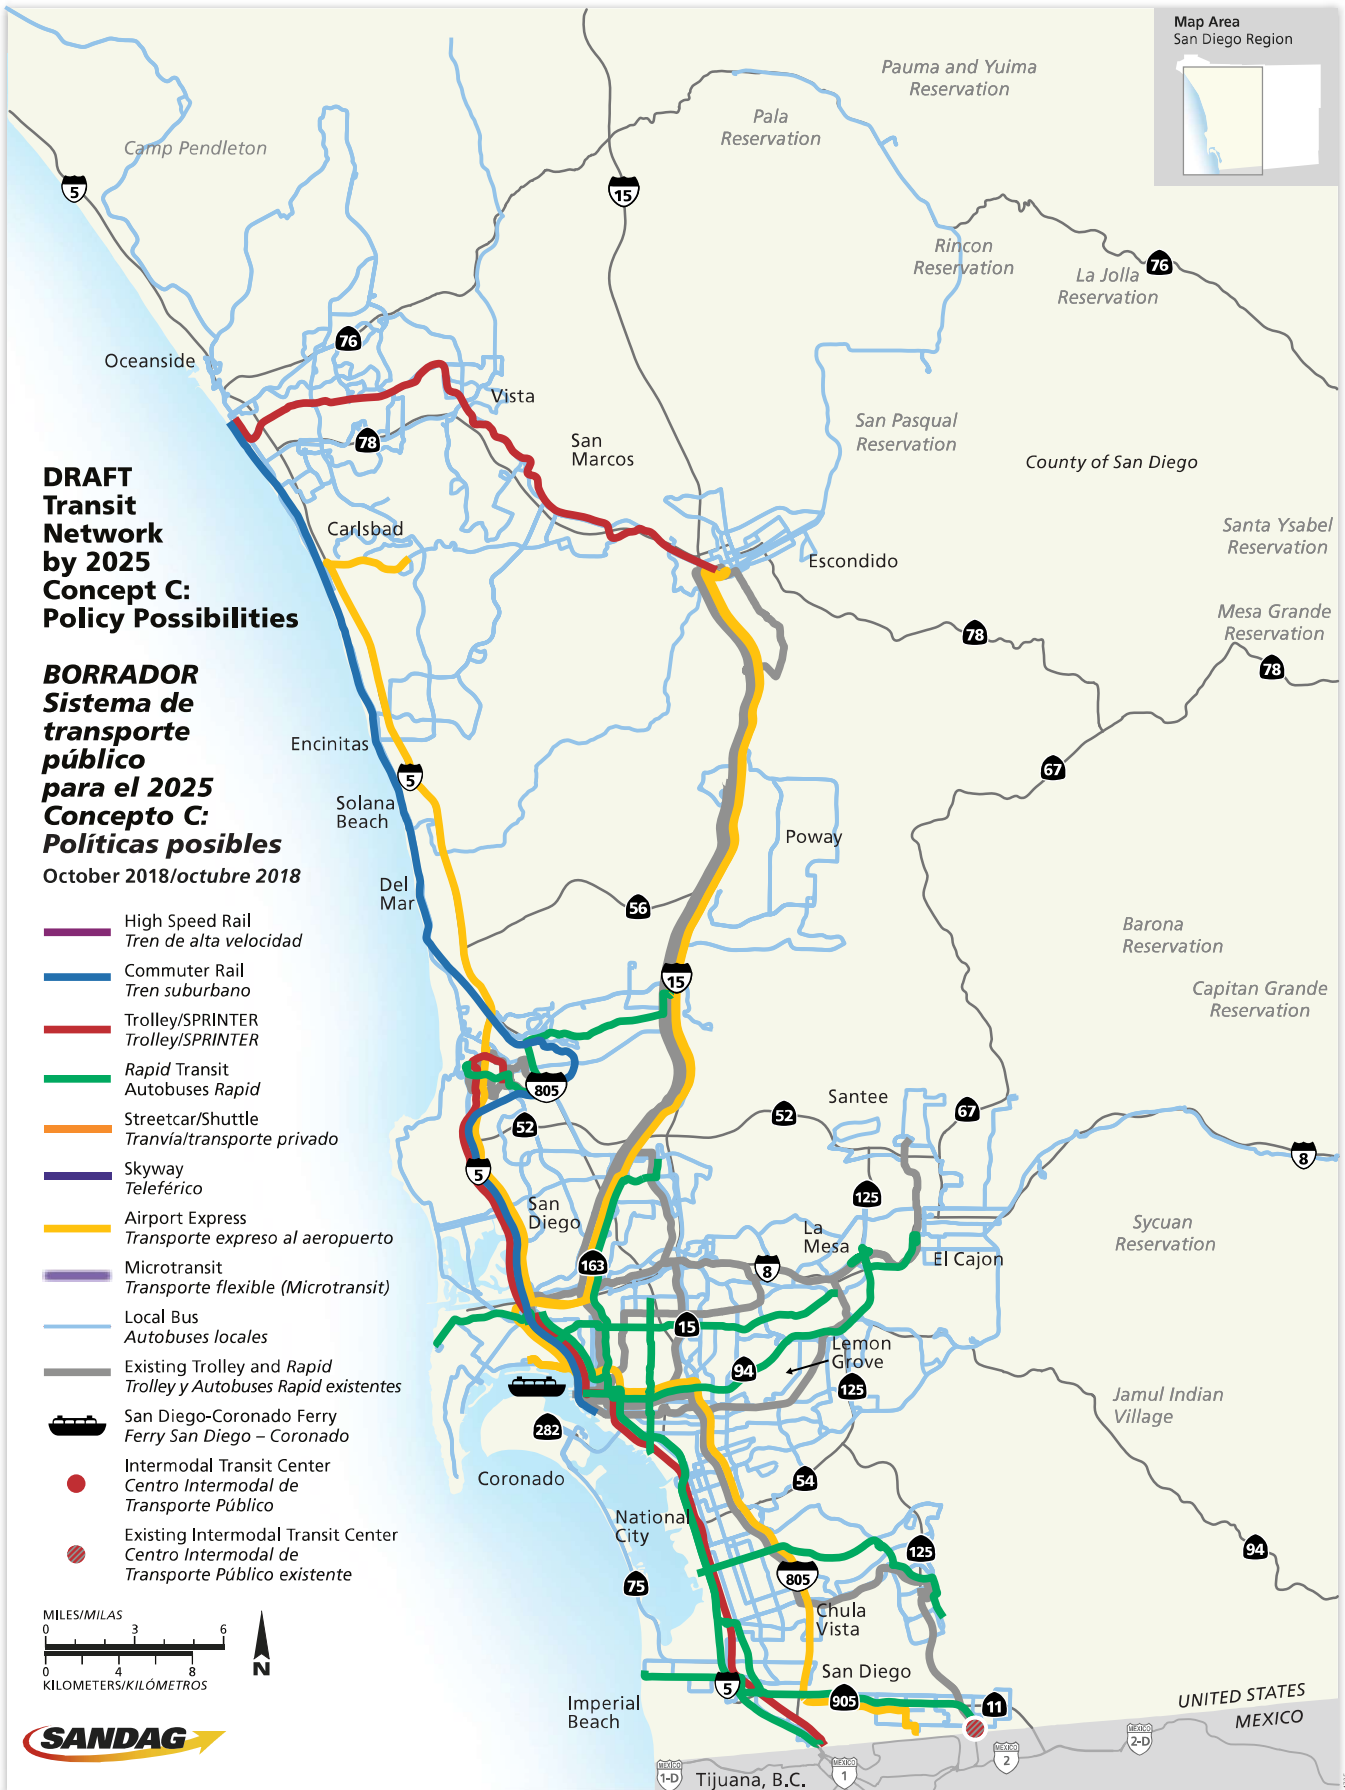 Map Area
San Diego Region
Pauma and Yuima
Reservation
Pala
Reservation
Camp Pendleton
5
15
Rincon
Reservation
La Jolla
Reservation
76
76
Oceanside
Vista
San Pasqual
Reservation
78
San
Marcos
County of San Diego
DRAFT
Transit
Network
by 2025
Concept C:
Policy Possibilities
Carlsbad
Santa Ysabel
Reservation
Escondido
Mesa Grande
Reservation
78
78
BORRADOR
Sistema de
transporte
público
para el 2025
Concepto C:
Políticas posibles
October 2018/octubre 2018
Encinitas
5
67
Solana
Beach
Poway
Del
Mar
56
Barona
Reservation
15
Capitan Grande
Reservation
High Speed Rail
Tren de alta velocidad
Commuter Rail
Tren suburbano
Trolley/SPRINTER
Trolley/SPRINTER
Rapid Transit
Autobuses Rapid
Streetcar/Shuttle
Tranvía/transporte privado
Skyway
Teleférico
Airport Express
Transporte expreso al aeropuerto
Microtransit
Transporte flexible (Microtransit)
Local Bus
Autobuses locales
Existing Trolley and Rapid
Trolley y Autobuses Rapid existentes
San Diego-Coronado Ferry
Ferry San Diego – Coronado
Intermodal Transit Center
Centro Intermodal de
Transporte Público
Existing Intermodal Transit Center
Centro Intermodal de
Transporte Público existente
805
Santee
52
52
67
5
8
125
San
Diego
La
Mesa
Sycuan
Reservation
163
8
El Cajon
15
Lemon
Grove
94
125
Jamul Indian
Village
282
Coronado
54
National
City
125
94
805
75
Chula
Vista
San Diego
5
905
11
Imperial
Beach
UNITED STATES
MEXICO
MEXICO
2-D
MEXICO
2
MEXICO
1
MEXICO
1-D
Tijuana, B.C.
MILES/MILAS
0 3 6
0 4 8
KILOMETERS/KILÓMETROS
N
SANDAG